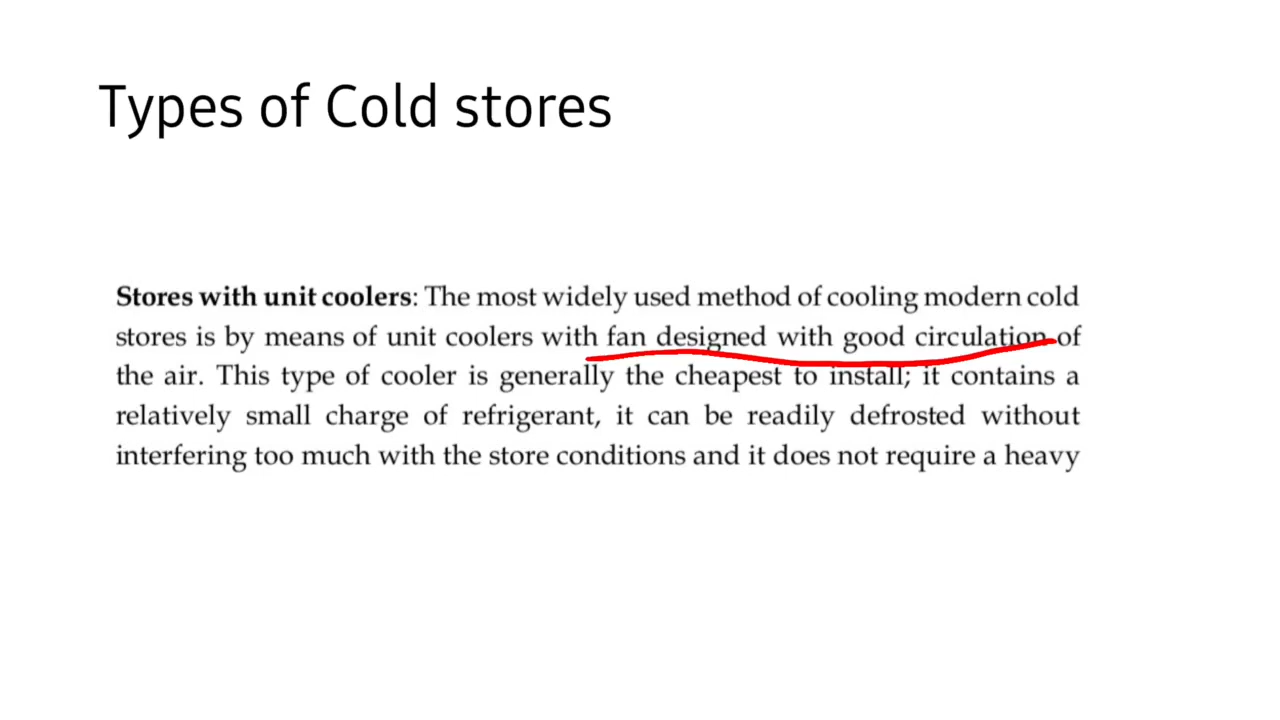 Types of Cold stores
Stores with unit coolers: The most widely used method of cooling modern cold
stores is by means of unit coolers with fan designed with good circulation of
the air. This type of cooler is generally the cheapest to install; it contains a
relatively small charge of refrigerant, it can be readily defrosted without
interfering too much with the store conditions and it does not require a heavy